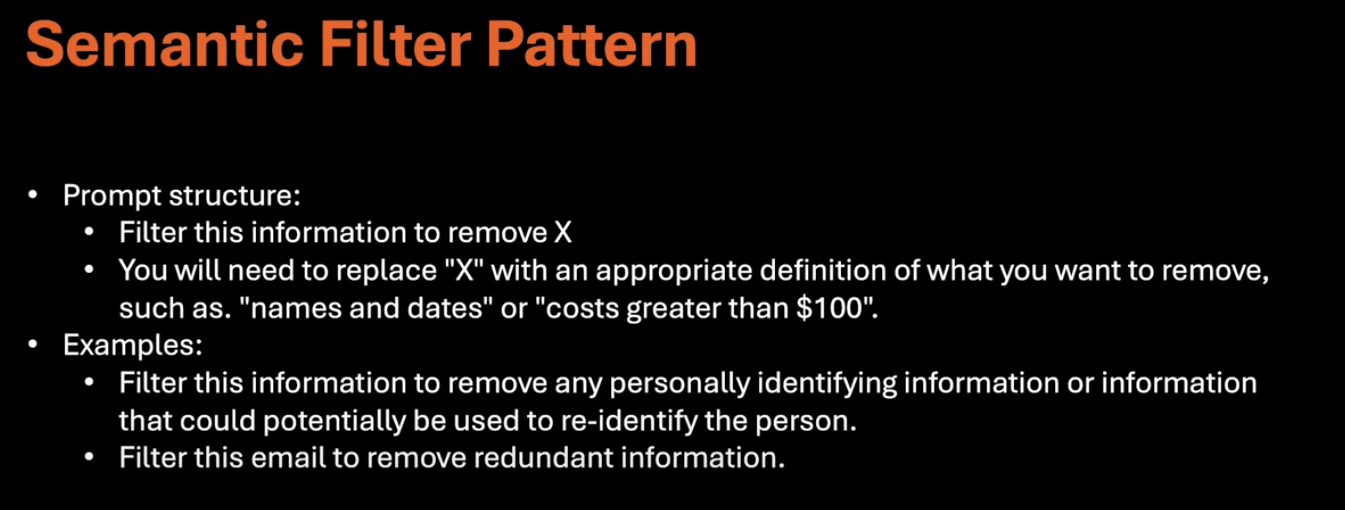 Semantic Filter Pattern
• Prompt structure:
• Filter this information to remove X
• You will need to replace "X" with an appropriate definition of what you want to remove,
such as. "names and dates" or "costs greater than $100".
• Examples:
• Filter this information to remove any personally identifying information or information
that could potentially be used to re-identify the person.
• Filter this email to remove redundant information.